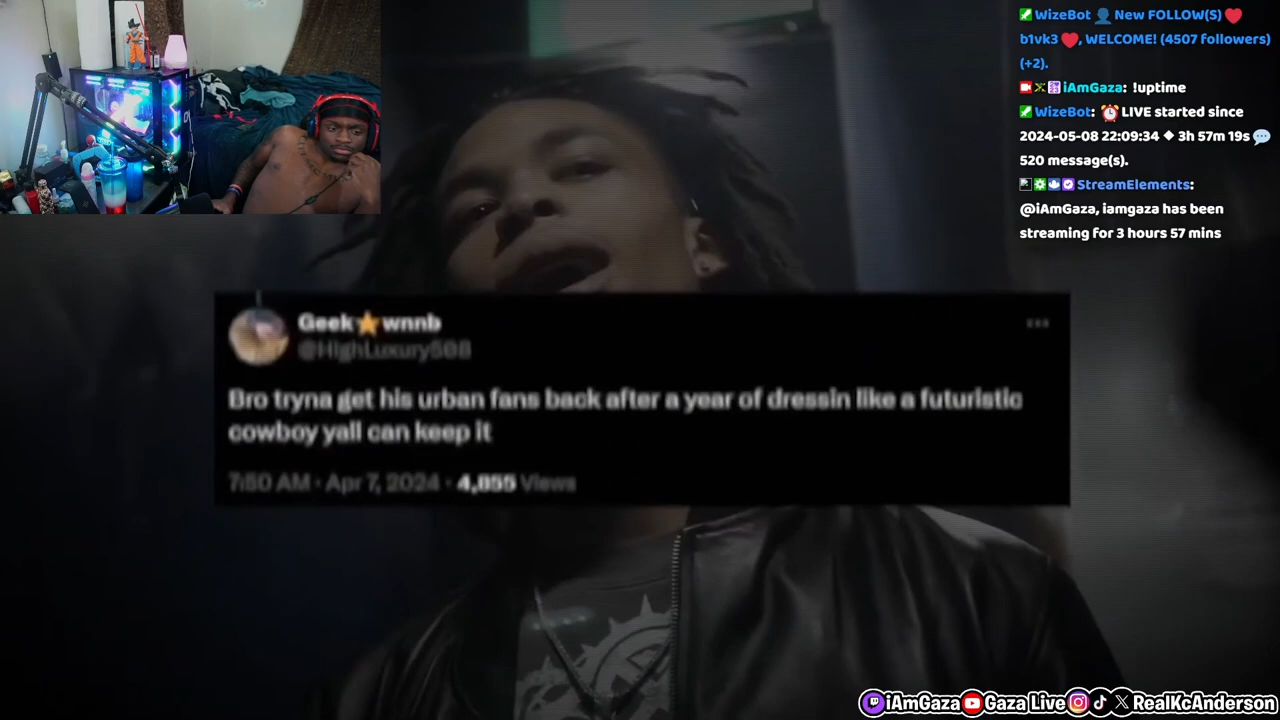 WizeBot 👤 New FOLLOW(S) ❤️
b1vk3 ❤️, WELCOME! (4507 followers)
(+2).
iAmGaza: !uptime
WizeBot: ⏰ LIVE started since
2024-05-08 22:09:34 ◆ 3h 57m 19s 💬
520 message(s).
StreamElements:
@iAmGaza, iamgaza has been
streaming for 3 hours 57 mins
Geek⭐wnnb
@HighLuxury508
Bro tryna get his urban fans back after a year of dressin like a futuristic
cowboy yall can keep it
7:50 AM · Apr 7, 2024 · 4,855 Views
iAmGaza Gaza Live RealKcAnderson